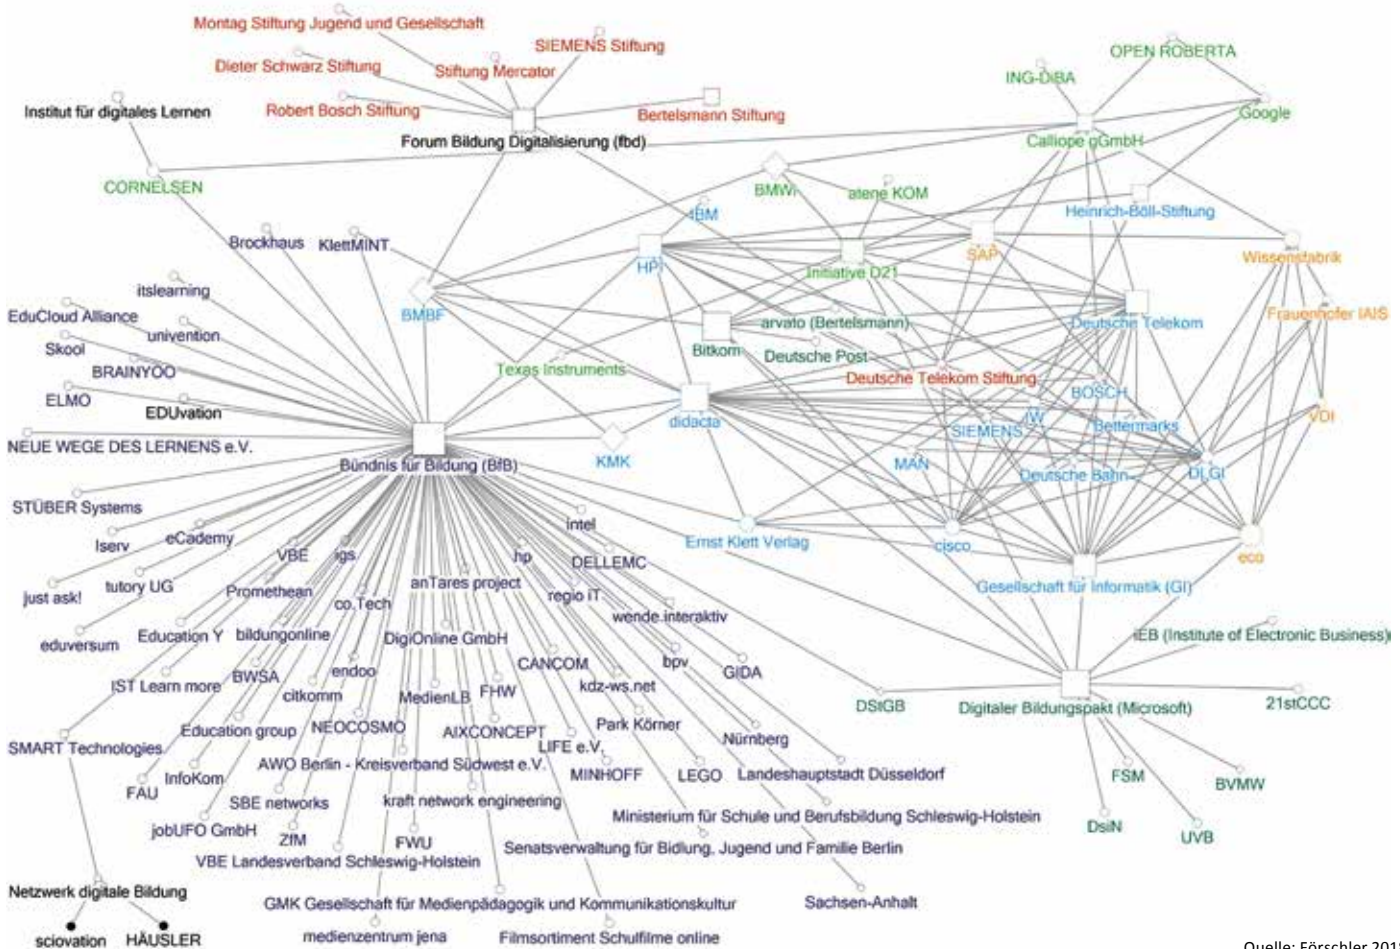 Montag Stiftung Jugend und Gesellschaft
SIEMENS Stiftung
OPEN ROBERTA
Dieter Schwarz Stiftung
Stiftung Mercator
ING-DiBA
Institut für digitales Lernen
Robert Bosch Stiftung
Bertelsmann Stiftung
Google
Forum Bildung Digitalisierung (fbd)
Calliope gGmbH
CORNELSEN
BMWi
atene KOM
IBM
Heinrich-Böll-Stiftung
Brockhaus
KlettMINT
HPI
Initiative D21
SAP
Wissensfabrik
itslearning
EduCloud Alliance
BMBF
Frauenhofer IAIS
univention
arvato (Bertelsmann)
Deutsche Telekom
Skool
Bitkom
Deutsche Post
BRAINYOO
Texas Instruments
Deutsche Telekom Stiftung
ELMO
BOSCH
EDUvation
didacta
IW
VDI
SIEMENS
Bettermarks
NEUE WEGE DES LERNENS e.V.
Bündnis für Bildung (BfB)
KMK
MAN
Deutsche Bahn
DLGI
STÜBER Systems
intel
Iserv
eCademy
Ernst Klett Verlag
cisco
eco
VBE
igs
hp
DELLEMC
just ask!
tutory UG
Promethean
anTares project
Gesellschaft für Informatik (GI)
co.Tech
regio iT
wende.interaktiv
eduversum
Education Y
bildungonline
DigiOnline GmbH
IEB (Institute of Electronic Business)
IST Learn more
BWSA
endoo
CANCOM
bpv
GIDA
citkomm
MedienLB
FHW
kdz-ws.net
DStGB
Digitaler Bildungspakt (Microsoft)
21stCCC
Education group
NEOCOSMO
AIXCONCEPT
Park Körner
SMART Technologies
LIFE e.V.
Nürnberg
InfoKom
AWO Berlin - Kreisverband Südwest e.V.
MINHOFF
LEGO
Landeshauptstadt Düsseldorf
FSM
BVMW
FAU
SBE networks
kraft network engineering
Ministerium für Schule und Berufsbildung Schleswig-Holstein
DsiN
UVB
jobUFO GmbH
ZfM
FWU
Senatsverwaltung für Bidlung, Jugend und Familie Berlin
VBE Landesverband Schleswig-Holstein
Netzwerk digitale Bildung
GMK Gesellschaft für Medienpädagogik und Kommunikationskultur
Sachsen-Anhalt
sciovation
HÄUSLER
medienzentrum jena
Filmsortiment Schulfilme online
Quelle: Förschler